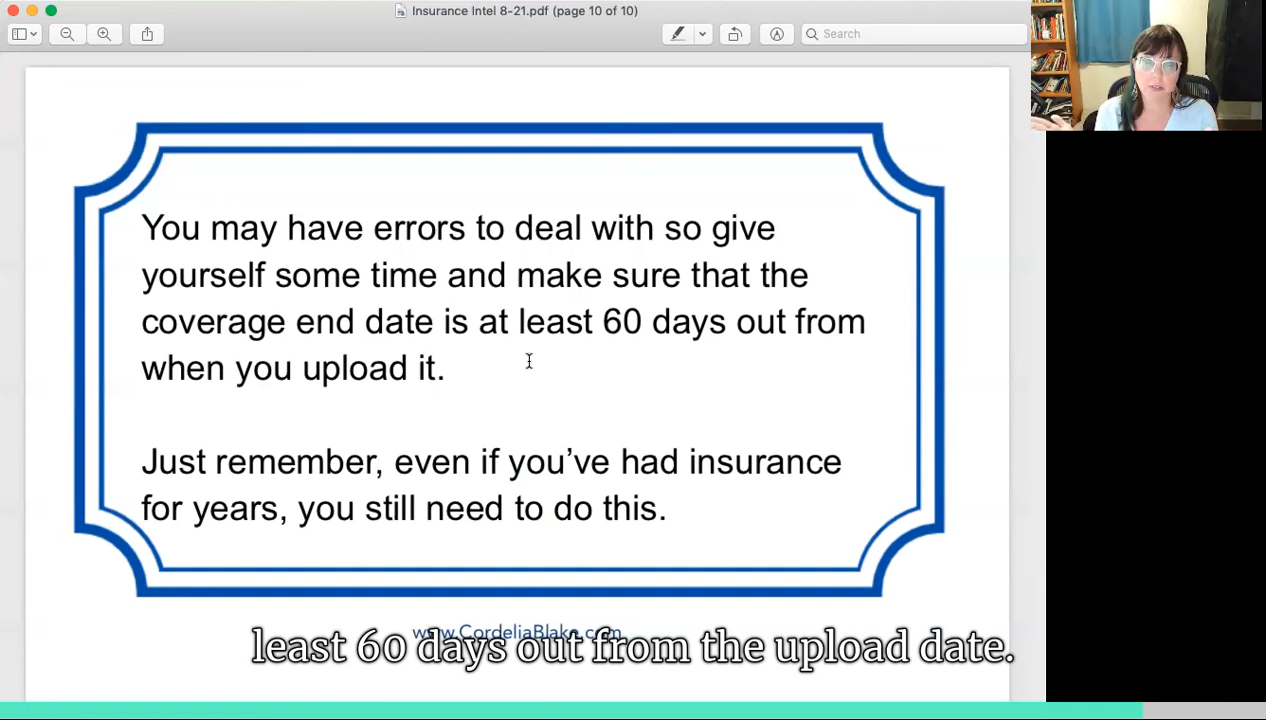 Insurance Intel 8-21.pdf (page 10 of 10)
Search
You may have errors to deal with so give
yourself some time and make sure that the
coverage end date is at least 60 days out from
when you upload it.
Just remember, even if you’ve had insurance
for years, you still need to do this.
www.CordeliaBlake.com
least 60 days out from the upload date.